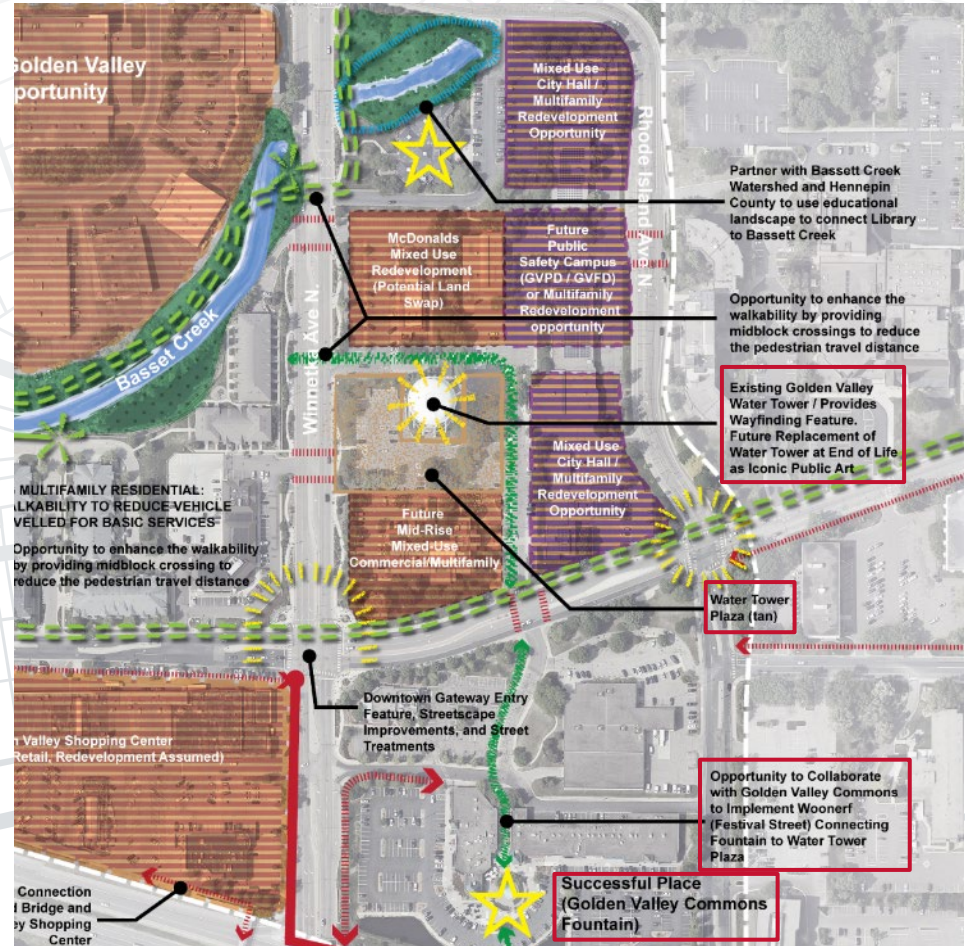 Golden Valley
portunity
Mixed Use
City Hall /
Multifamily
Redevelopment
Opportunity
Rhode Island Ave N.
Partner with Bassett Creek
Watershed and Hennepin
County to use educational
landscape to connect Library
to Bassett Creek
McDonalds
Mixed Use
Redevelopment
(Potential Land
Swap)
Future
Public
Safety Campus
(GVPD / GVFD)
or Multifamily
Redevelopment
opportunity
Opportunity to enhance the
walkability by providing
midblock crossings to reduce
the pedestrian travel distance
Basset Creek
Winnetka Ave N.
Existing Golden Valley
Water Tower / Provides
Wayfinding Feature.
Future Replacement of
Water Tower at End of Life
as Iconic Public Art
Mixed Use
City Hall /
Multifamily
Redevelopment
Opportunity
MULTIFAMILY RESIDENTIAL:
ALKABILITY TO REDUCE VEHICLE
VELLED FOR BASIC SERVICES
Opportunity to enhance the walkability
by providing midblock crossing to
reduce the pedestrian travel distance
Future
Mid-Rise
Mixed-Use
Commercial/Multifamily
Water Tower
Plaza (tan)
Downtown Gateway Entry
Feature, Streetscape
Improvements, and Street
Treatments
n Valley Shopping Center
Retail, Redevelopment Assumed)
Opportunity to Collaborate
with Golden Valley Commons
to Implement Woonerf
(Festival Street) Connecting
Fountain to Water Tower
Plaza
Successful Place
(Golden Valley Commons
Fountain)
Connection
d Bridge and
ey Shopping
Center